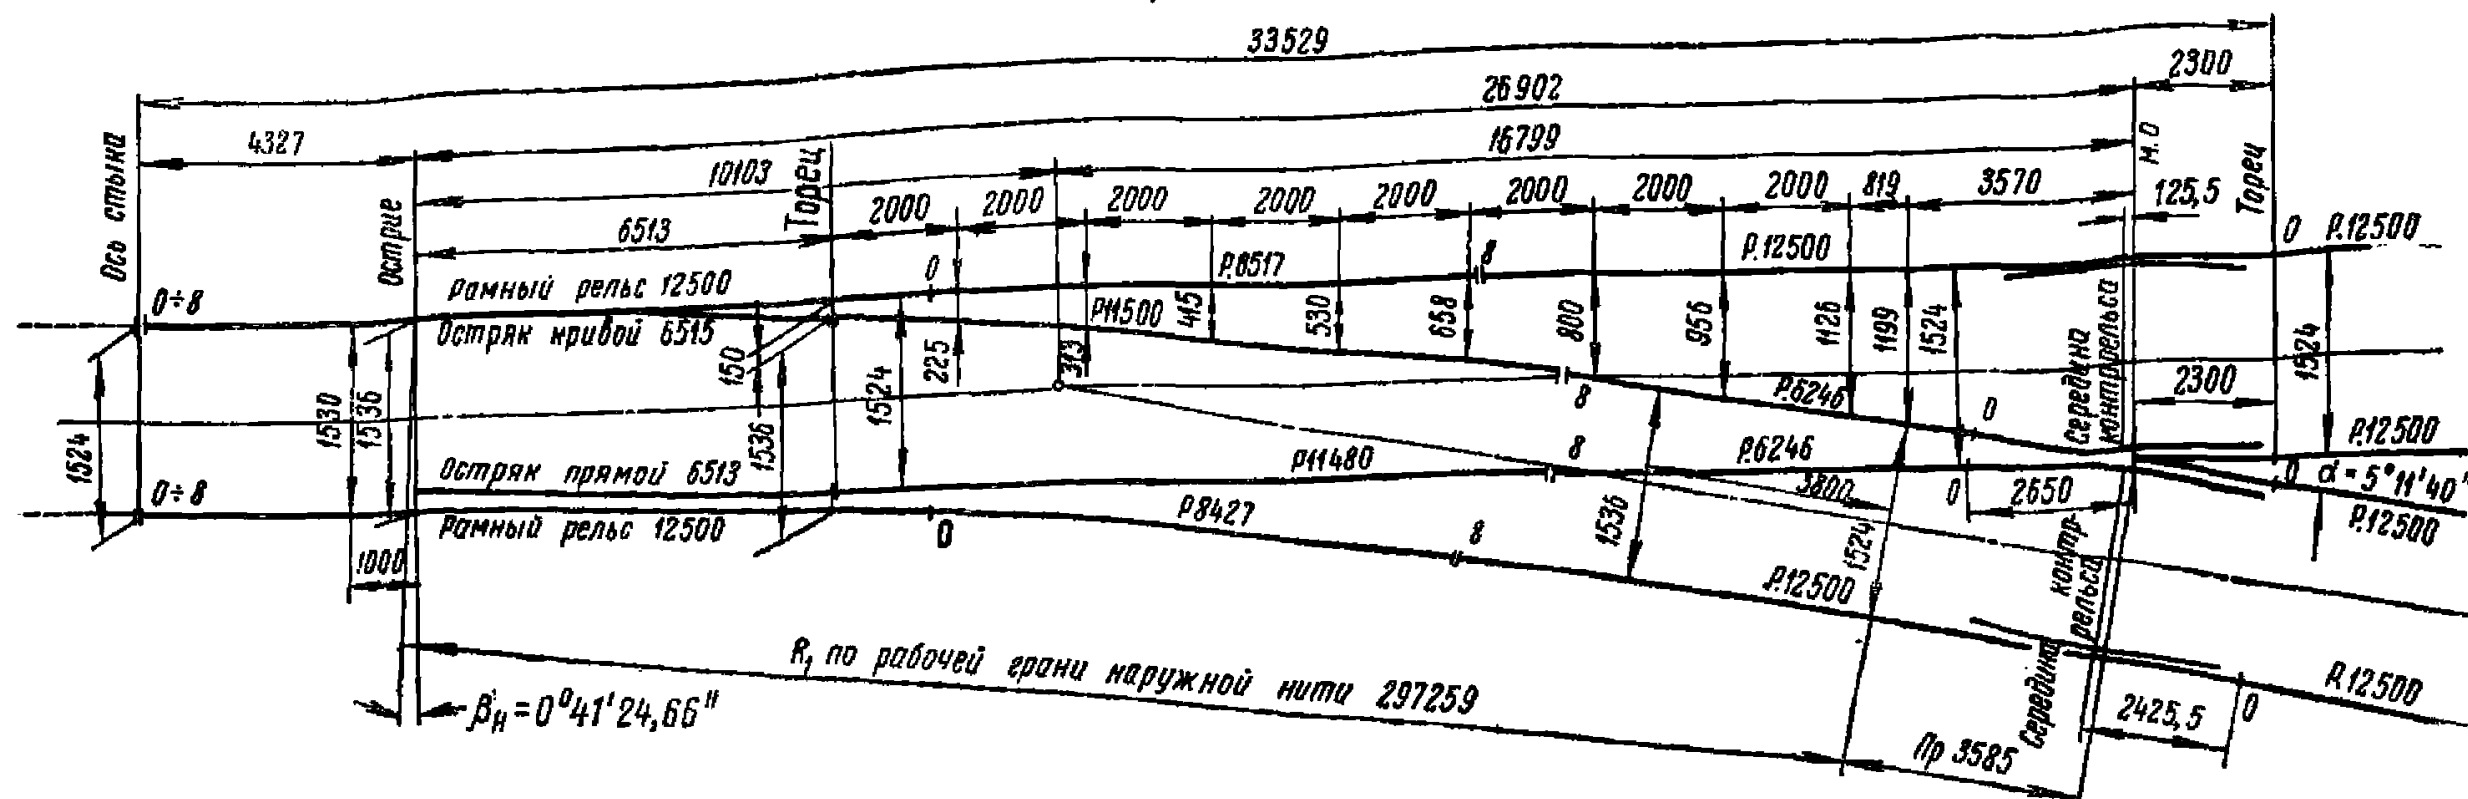 33529
2300
26902
4327
16799
М.О
10103
Торец
2000 2000 2000 2000 2000 2000 2000 2000 819 3570
125,5
Торец
Ось стыка
Острие
6513
0 Р.12500
Рамный рельс 12500
0
Р.8517
8
Р.12500
0÷8
Остряк кривой 6515
Р11500
415
530
658
800
956
1126
1199
1524
Середина контррельса
1524
150
225
313
1530
1536
1536
1524
8
Р.6246
0
2300
1524
Остряк прямой 6513
Р11480
8
Р.6246
Р.12500
0÷8
3800
0
2650
0
α = 5°11'40"
Рамный рельс 12500
0
Р8427
8
1536
1524
Р.12500
1000
Р.12500
Середина контррельса
R₁ по рабочей грани наружной нити 297259
βн = 0°41'24,66"
Пр 3585
2425,5
0
Р.12500